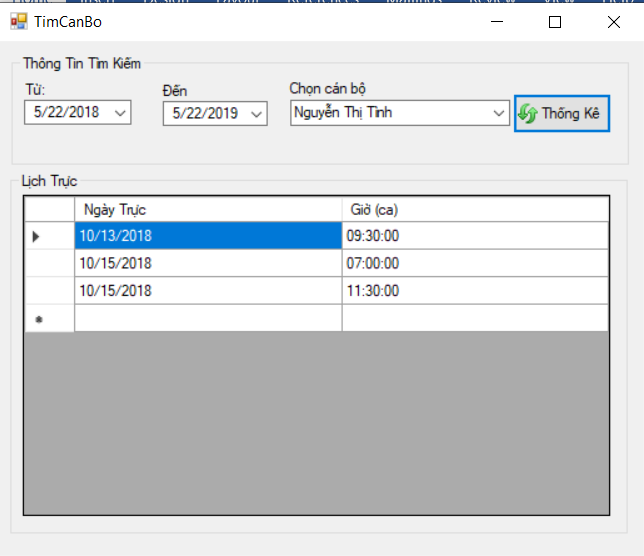 TimCanBo
Thông Tin Tìm Kiếm
Từ: Đến Chọn cán bộ
5/22/2018 5/22/2019 Nguyễn Thị Tình Thống Kê
Lịch Trực
Ngày Trực Giờ (ca)
10/13/2018 09:30:00
10/15/2018 07:00:00
10/15/2018 11:30:00